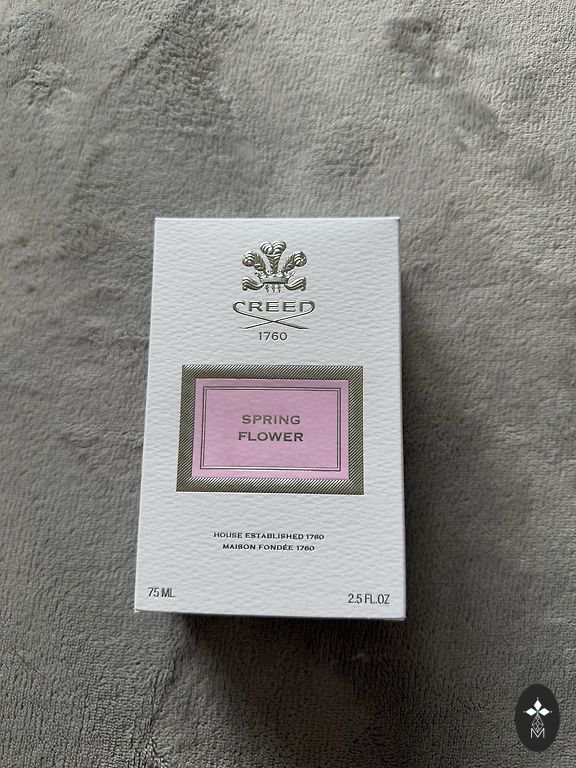 CREED
1760
SPRING
FLOWER
HOUSE ESTABLISHED 1760
MAISON FONDÉE 1760
75 ML
2.5 FL.OZ
M